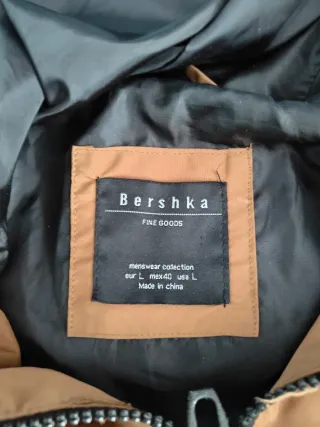 Bershka
FINE GOODS
menswear collection
eur L mex40 usa L
Made in china